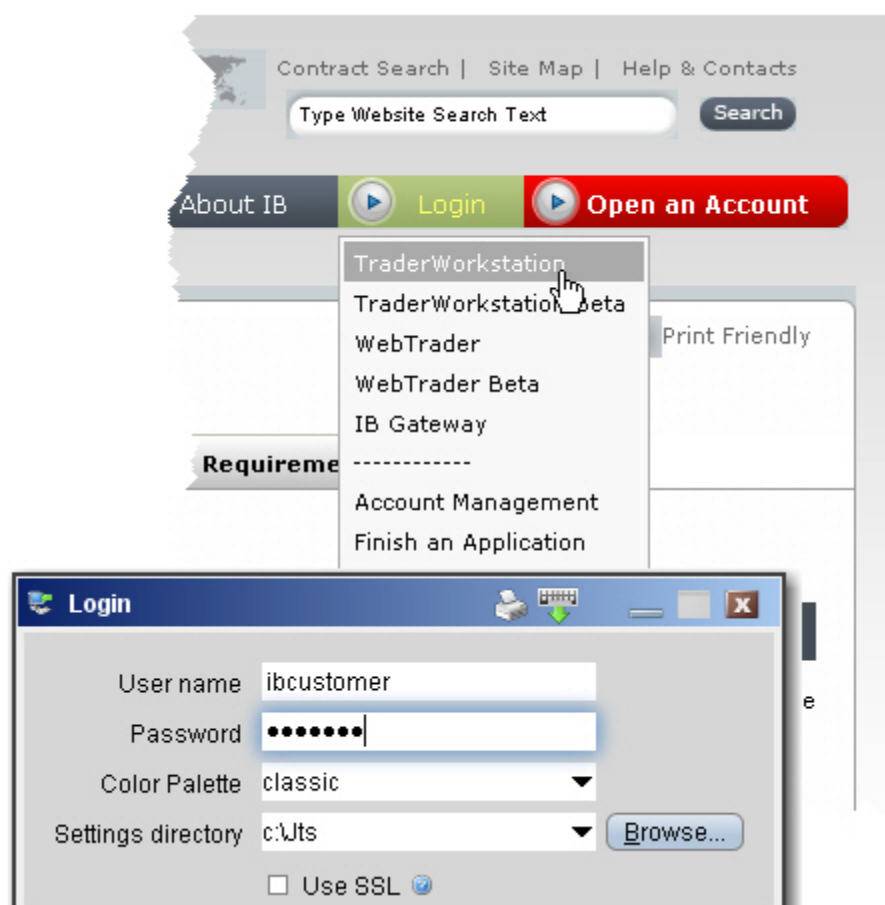 Contract Search | Site Map | Help & Contacts
Type Website Search Text Search
About IB Login Open an Account
TraderWorkstation
TraderWorkstation Beta
Print Friendly
WebTrader
WebTrader Beta
IB Gateway
Requireme
------------
Account Management
Finish an Application
Login
User name ibcustomer
e
Password •••••••
Color Palette classic
Settings directory c:\Jts Browse...
Use SSL